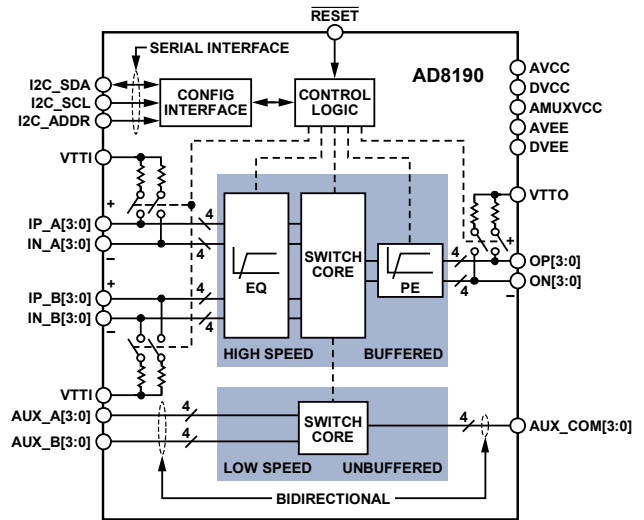 RESET
SERIAL INTERFACE
AD8190
AVCC
DVCC
AMUXVCC
AVEE
DVEE
I2C_SDA
I2C_SCL
I2C_ADDR
CONFIG
INTERFACE
CONTROL
LOGIC
VTTI
VTTO
+
IP_A[3:0]
IN_A[3:0]
–
4
4
+
IP_B[3:0]
IN_B[3:0]
–
4
4
EQ
SWITCH
CORE
PE
4
4
+
OP[3:0]
ON[3:0]
–
HIGH SPEED
BUFFERED
VTTI
AUX_A[3:0]
AUX_B[3:0]
4
4
SWITCH
CORE
4
AUX_COM[3:0]
LOW SPEED
UNBUFFERED
BIDIRECTIONAL